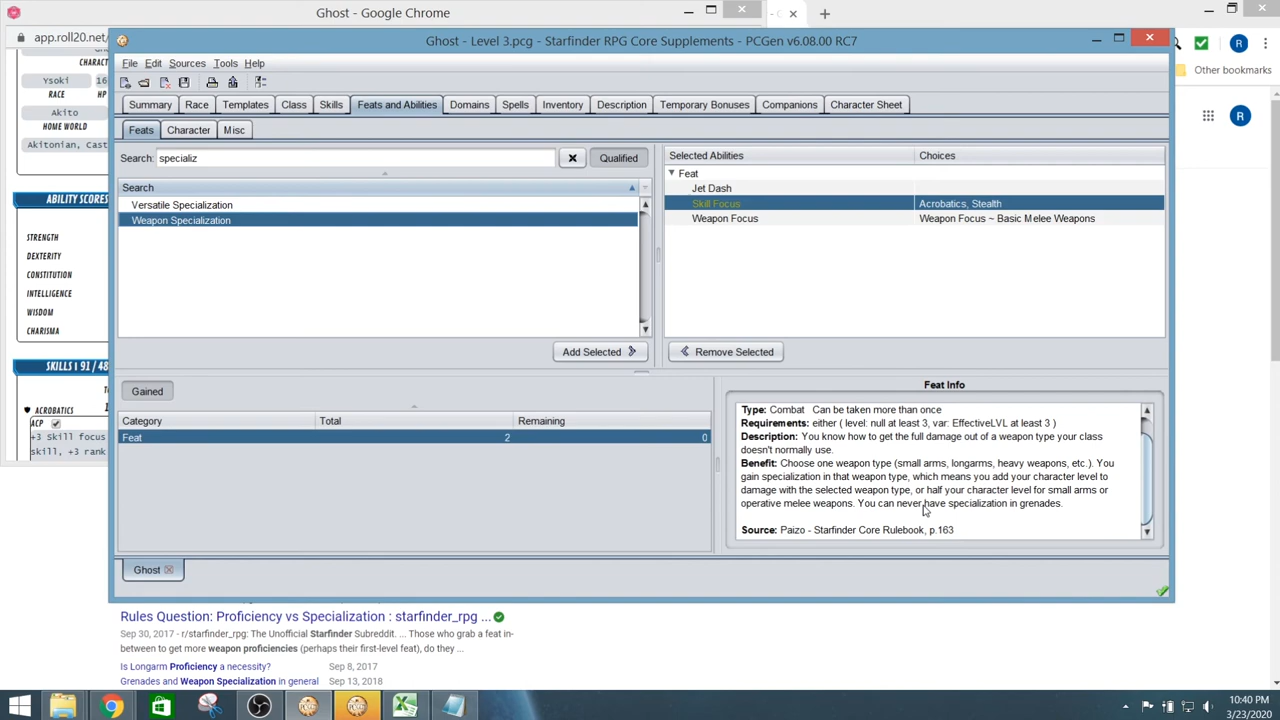 Ghost - Google Chrome
app.roll20.net/
Other bookmarks
R
R
CHARACT
Ysoki 16
RACE HP
Akito
HOME WORLD
Akitonian, Cast
ABILITY SCORES
STRENGTH
DEXTERITY
CONSTITUTION
INTELLIGENCE
WISDOM
CHARISMA
SKILLS | 91 / 48
ACROBATICS
ACP
+3 skill focus
skill, +3 rank
Ghost - Level 3.pcg - Starfinder RPG Core Supplements - PCGen v6.08.00 RC7
File Edit Sources Tools Help
Summary Race Templates Class Skills Feats and Abilities Domains Spells Inventory Description Temporary Bonuses Companions Character Sheet
Feats Character Misc
Search: specializ Qualified
Search
Versatile Specialization
Weapon Specialization
Add Selected
Selected Abilities Choices
Feat
Jet Dash
Skill Focus Acrobatics, Stealth
Weapon Focus Weapon Focus ~ Basic Melee Weapons
Remove Selected
Gained
Category Total Remaining
Feat 2 0
Feat Info
Type: Combat Can be taken more than once
Requirements: either ( level: null at least 3, var: EffectiveLVL at least 3 )
Description: You know how to get the full damage out of a weapon type your class
doesn't normally use.
Benefit: Choose one weapon type (small arms, longarms, heavy weapons, etc.). You
gain specialization in that weapon type, which means you add your character level to
damage with the selected weapon type, or half your character level for small arms or
operative melee weapons. You can never have specialization in grenades.
Source: Paizo - Starfinder Core Rulebook, p.163
Ghost
Rules Question: Proficiency vs Specialization : starfinder_rpg ...
Sep 30, 2017 - r/starfinder_rpg: The Unofficial Starfinder Subreddit. ... Those who grab a feat in-
between to get more weapon proficiencies (perhaps their first-level feat), do they ...
Is Longarm Proficiency a necessity? Sep 8, 2017
Grenades and Weapon Specialization in general Sep 13, 2018
10:40 PM
3/23/2020